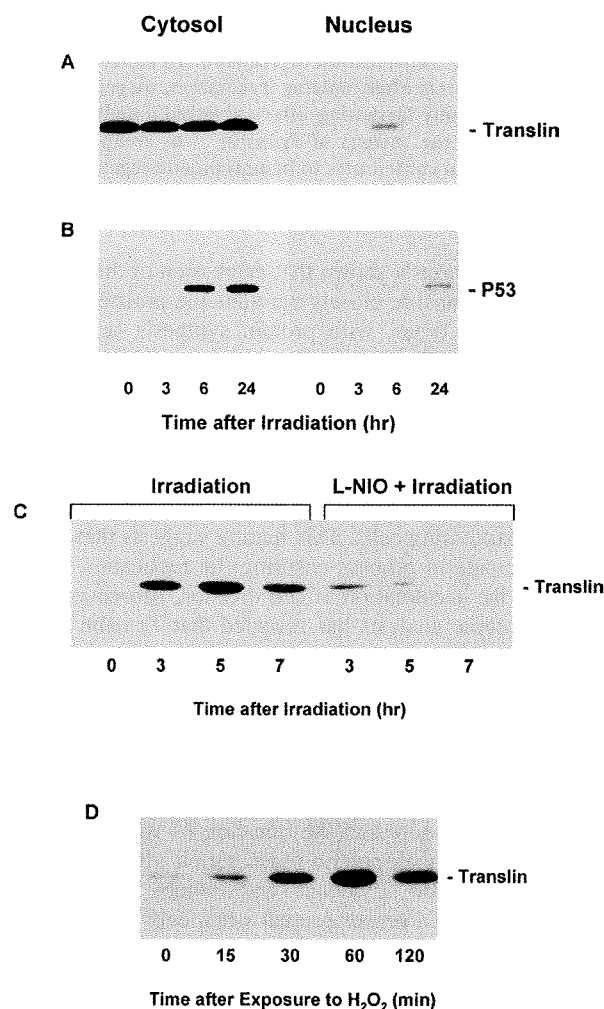 Cytosol Nucleus
A
- Translin
B
- P53
0 3 6 24 0 3 6 24
Time after Irradiation (hr)
Irradiation L-NIO + Irradiation
C
- Translin
0 3 5 7 3 5 7
Time after Irradiation (hr)
D
- Translin
0 15 30 60 120
Time after Exposure to H₂O₂ (min)